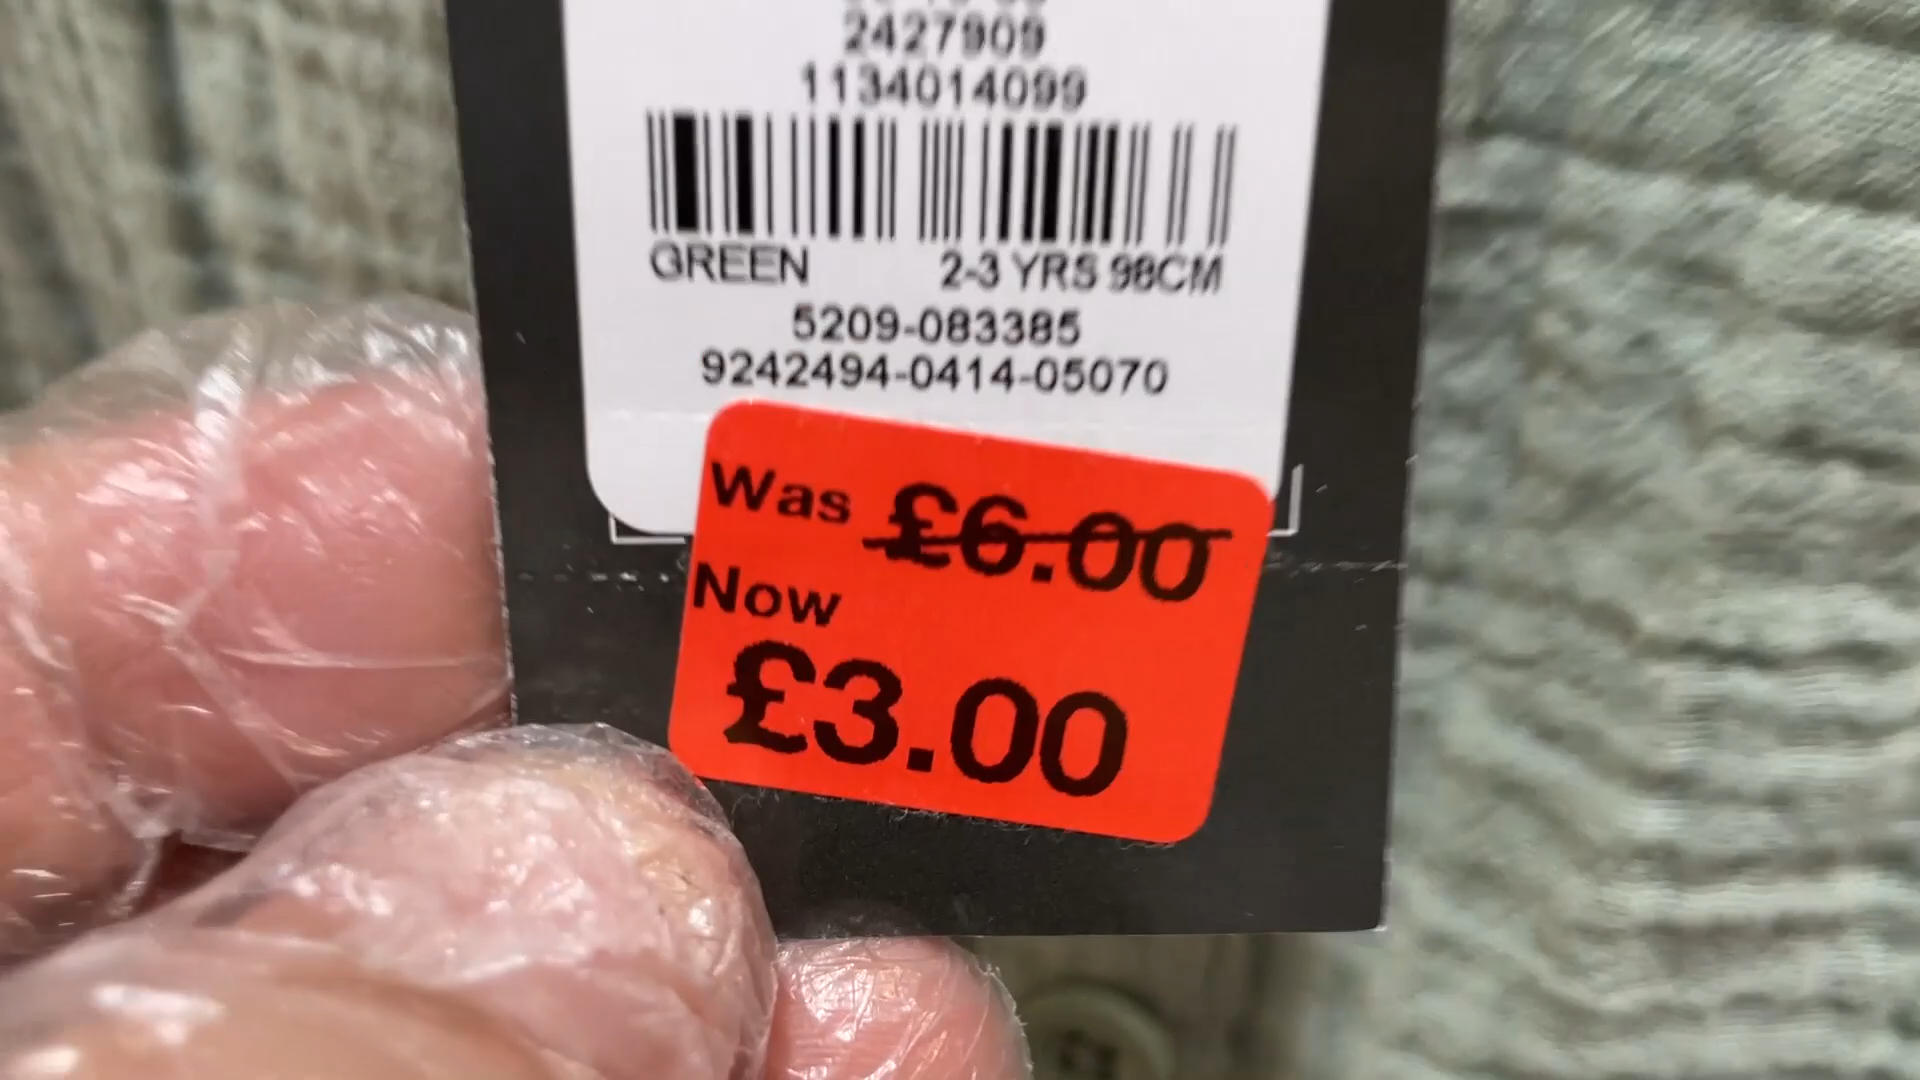 2427909
1134014099
GREEN 2-3 YRS 98CM
5209-083385
9242494-0414-05070
Was £6.00
Now
£3.00